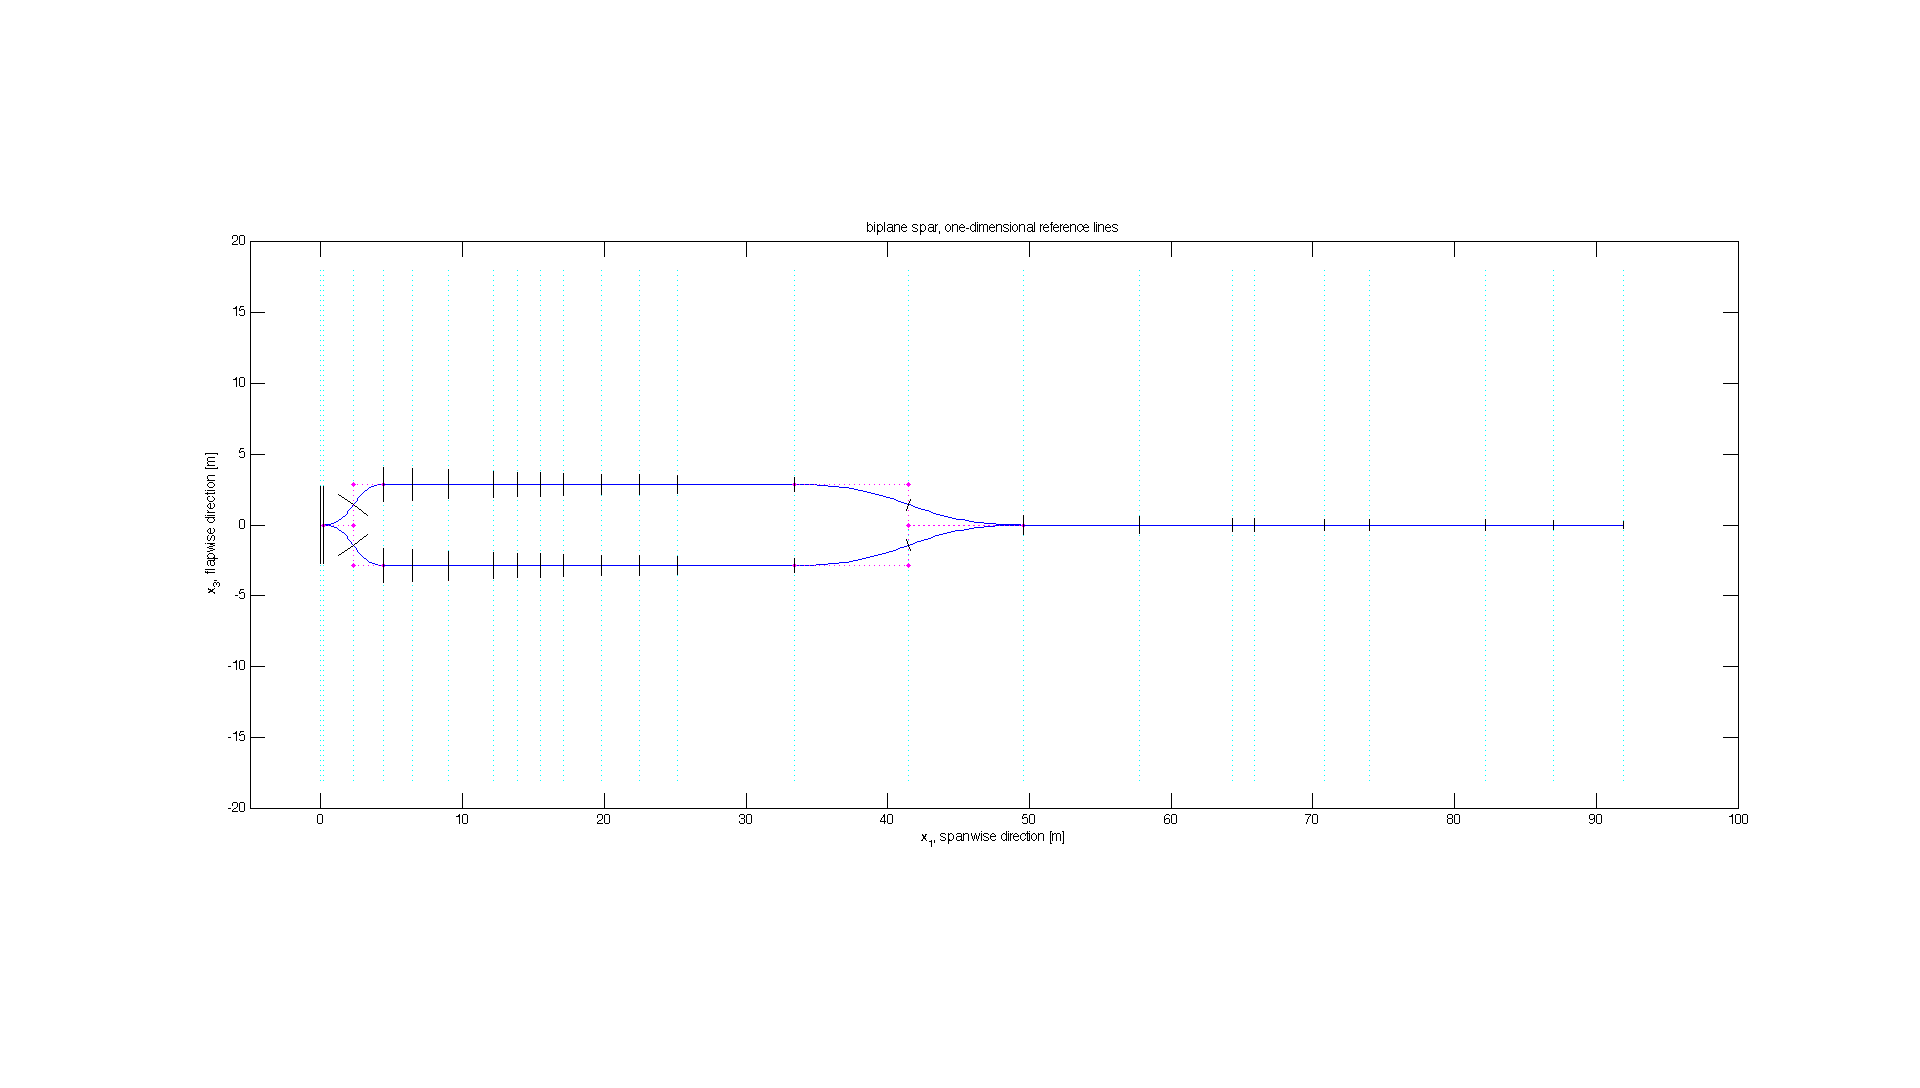 biplane spar, one-dimensional reference lines
20
15
10
5
0
-5
-10
-15
-20
x3, flapwise direction [m]
0 10 20 30 40 50 60 70 80 90 100
x1, spanwise direction [m]